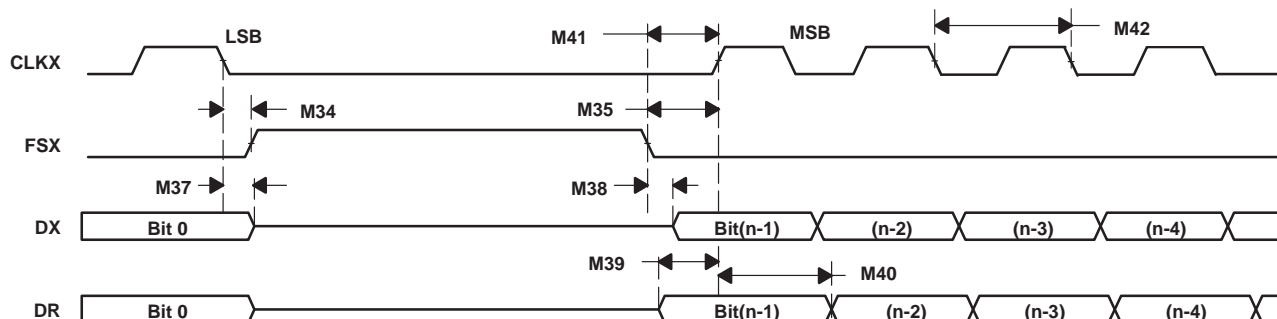 LSB
M41
MSB
M42
CLKX
M34
M35
FSX
M37
M38
DX
Bit 0
Bit(n-1)
(n-2)
(n-3)
(n-4)
M39
M40
DR
Bit 0
Bit(n-1)
(n-2)
(n-3)
(n-4)